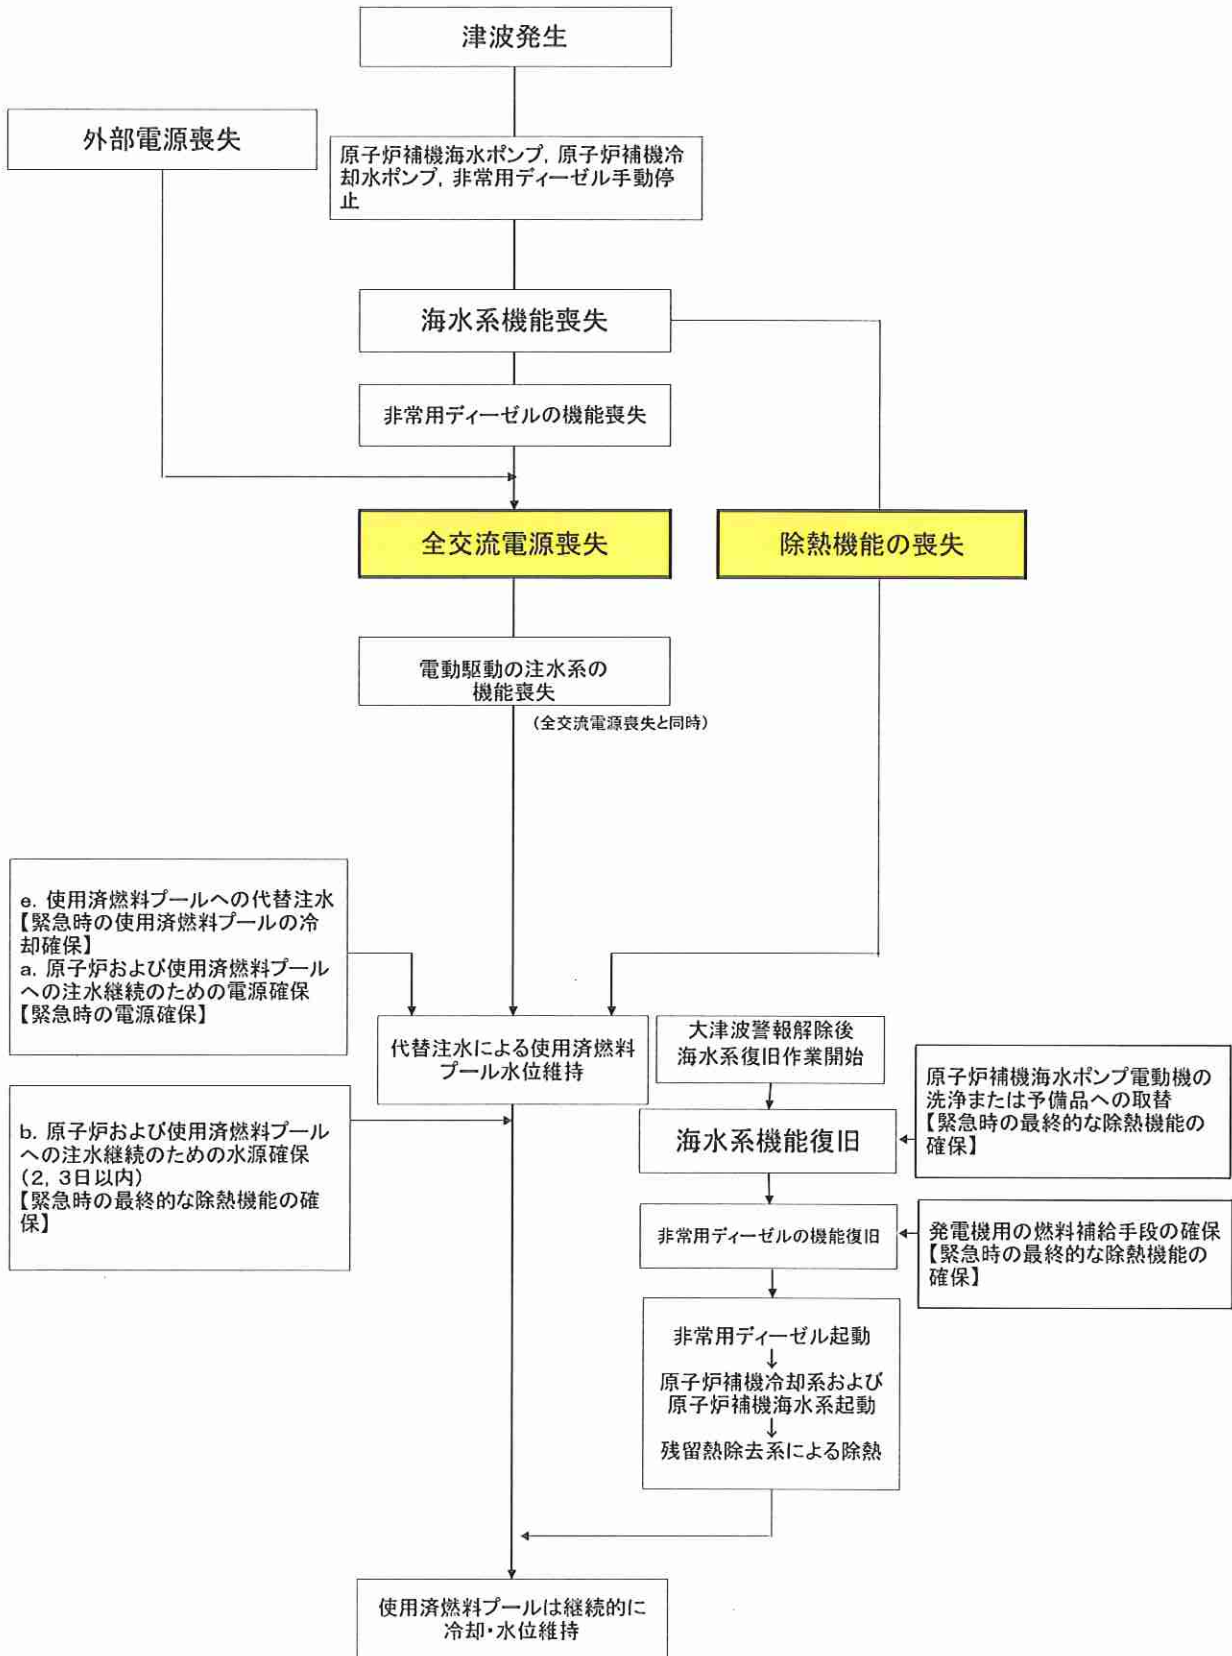 津波発生
外部電源喪失
原子炉補機海水ポンプ, 原子炉補機冷
却水ポンプ, 非常用ディーゼル手動停
止
海水系機能喪失
非常用ディーゼルの機能喪失
全交流電源喪失
除熱機能の喪失
電動駆動の注水系の
機能喪失
(全交流電源喪失と同時)
e. 使用済燃料プールへの代替注水
【緊急時の使用済燃料プールの冷
却確保】
a. 原子炉および使用済燃料プール
への注水継続のための電源確保
【緊急時の電源確保】
代替注水による使用済燃料
プール水位維持
大津波警報解除後
海水系復旧作業開始
原子炉補機海水ポンプ電動機の
洗浄または予備品への取替
【緊急時の最終的な除熱機能の
確保】
海水系機能復旧
b. 原子炉および使用済燃料プール
への注水継続のための水源確保
(2, 3日以内)
【緊急時の最終的な除熱機能の確
保】
非常用ディーゼルの機能復旧
発電機用の燃料補給手段の確保
【緊急時の最終的な除熱機能の
確保】
非常用ディーゼル起動
↓
原子炉補機冷却系および
原子炉補機海水系起動
↓
残留熱除去系による除熱
使用済燃料プールは継続的に
冷却・水位維持